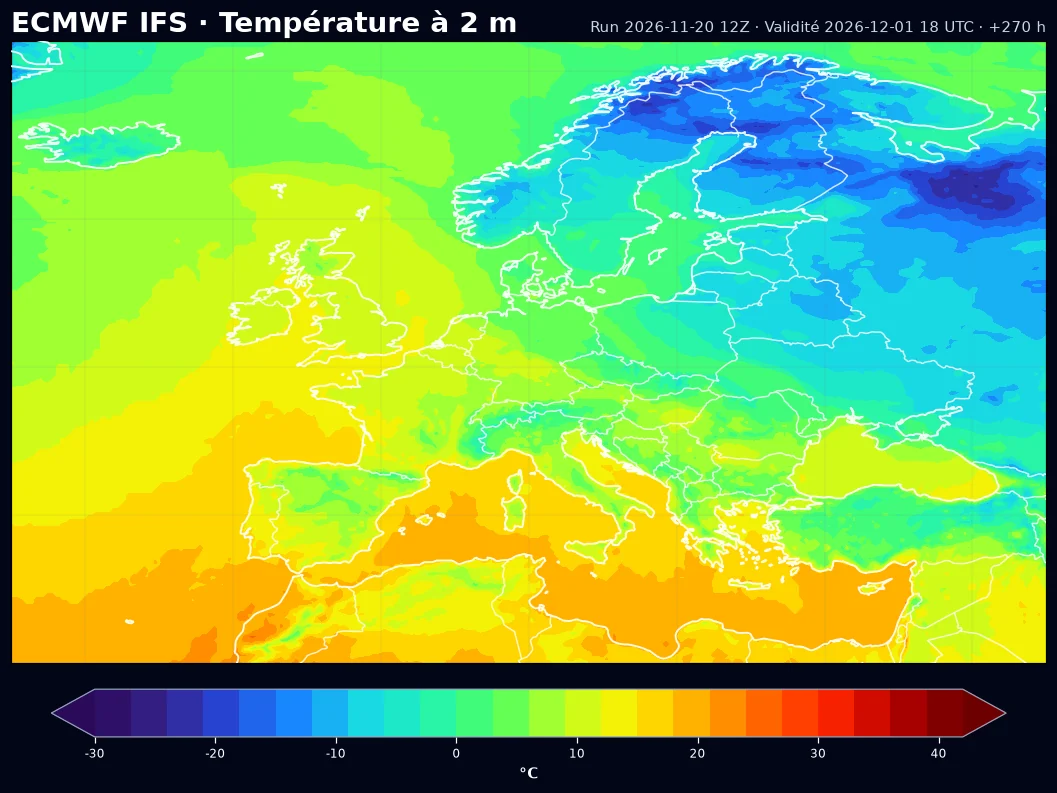 ECMWF IFS · Température à 2 m
Run 2026-11-20 12Z · Validité 2026-12-01 18 UTC · +270 h
-30 -20 -10 0 10 20 30 40
°C